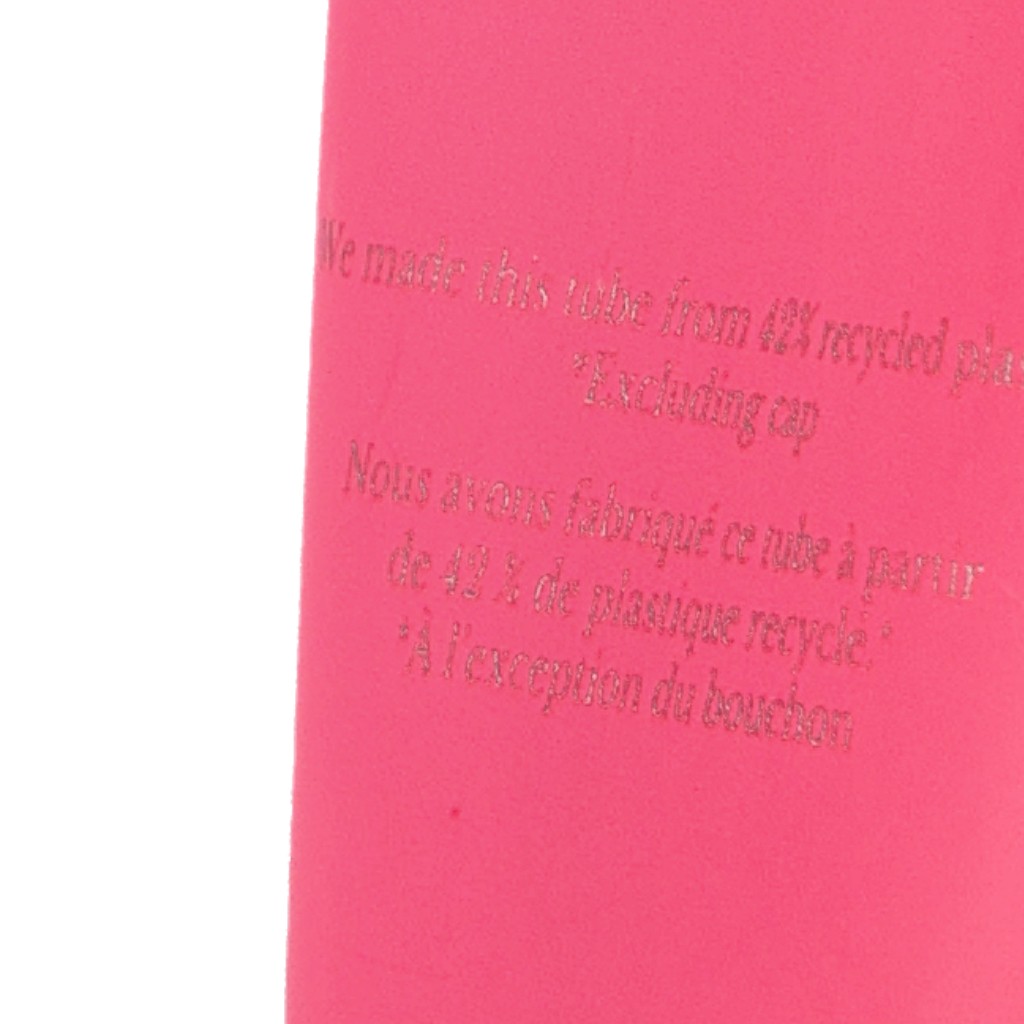 We made this tube from 42% recycled plas
*Excluding cap
Nous avons fabriqué ce tube à partir
de 42 % de plastique recyclé.*
*À l'exception du bouchon